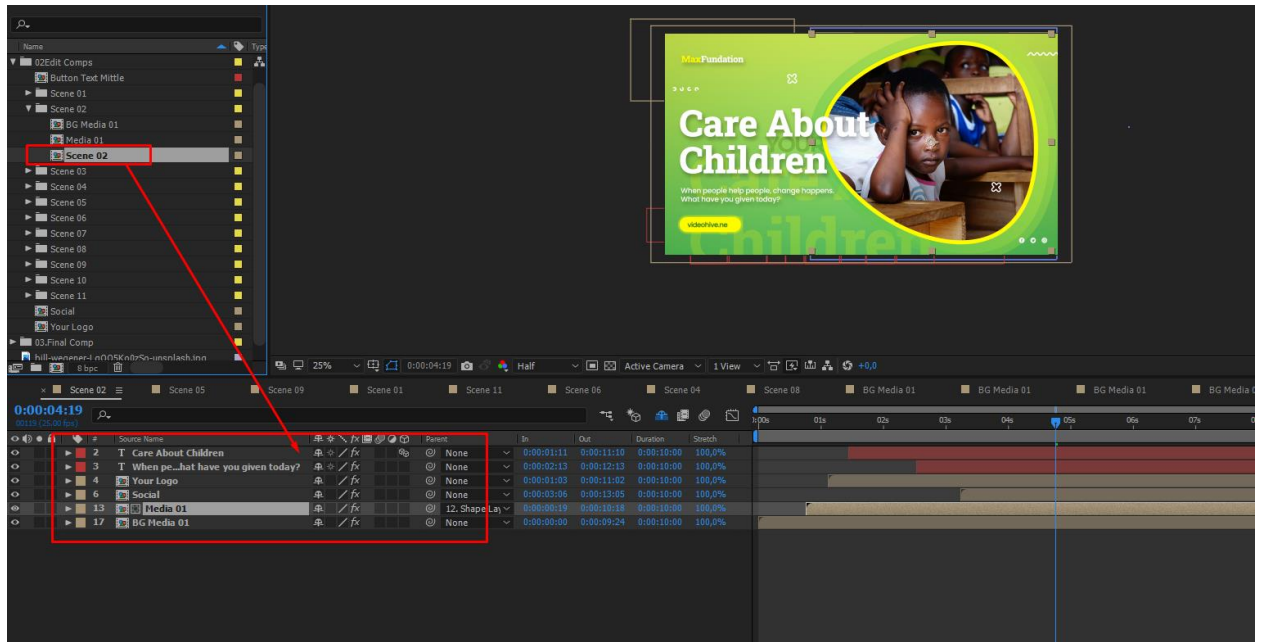 Name Type
02Edit Comps
Button Text Mittle
Scene 01
Scene 02
BG Media 01
Media 01
Scene 02
Scene 03
Scene 04
Scene 05
Scene 06
Scene 07
Scene 08
Scene 09
Scene 10
Scene 11
Social
Your Logo
03.Final Comp
8 bpc
MaxFundation
Care About
Children
When people help people, change happens.
What have you given today?
videohive.ne
Children
25% 0:00:04:19 Half Active Camera 1 View +0,0
× Scene 02 Scene 05 Scene 09 Scene 01 Scene 11 Scene 06 Scene 04 Scene 08 BG Media 01 BG Media 01 BG Media 01 BG Media
0:00:04:19
00119 (25.00 fps)
01s 02s 03s 04s 05s 06s 07s
# Source Name fx Parent In Out Duration Stretch
2 T Care About Children fx None 0:00:01:11 0:00:11:10 0:00:10:00 100,0%
3 T When pe...hat have you given today? fx None 0:00:02:13 0:00:12:13 0:00:10:00 100,0%
4 Your Logo fx None 0:00:01:03 0:00:11:02 0:00:10:00 100,0%
6 Social fx None 0:00:03:06 0:00:13:05 0:00:10:00 100,0%
13 Media 01 fx 12. Shape Lay 0:00:00:19 0:00:10:18 0:00:10:00 100,0%
17 BG Media 01 fx None 0:00:00:00 0:00:09:24 0:00:10:00 100,0%